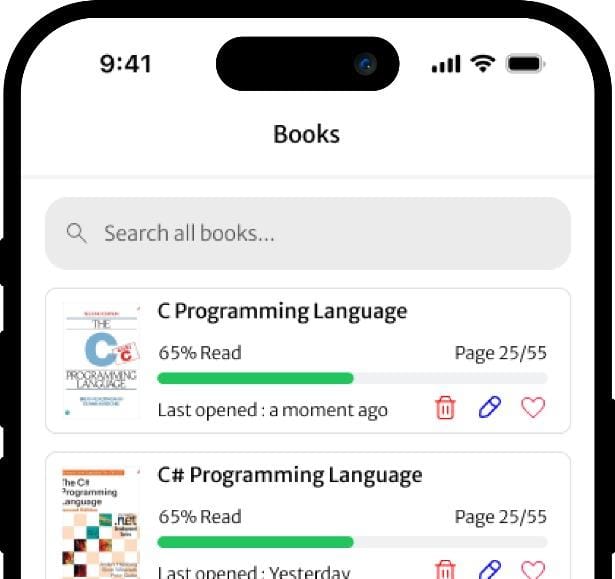 9:41
Books
Search all books...
C Programming Language
THE
C
PROGRAMMING
LANGUAGE
65% Read
Page 25/55
Last opened : a moment ago
C# Programming Language
The C#
Programming
Language
.net
65% Read
Page 25/55
Last opened : Yesterday